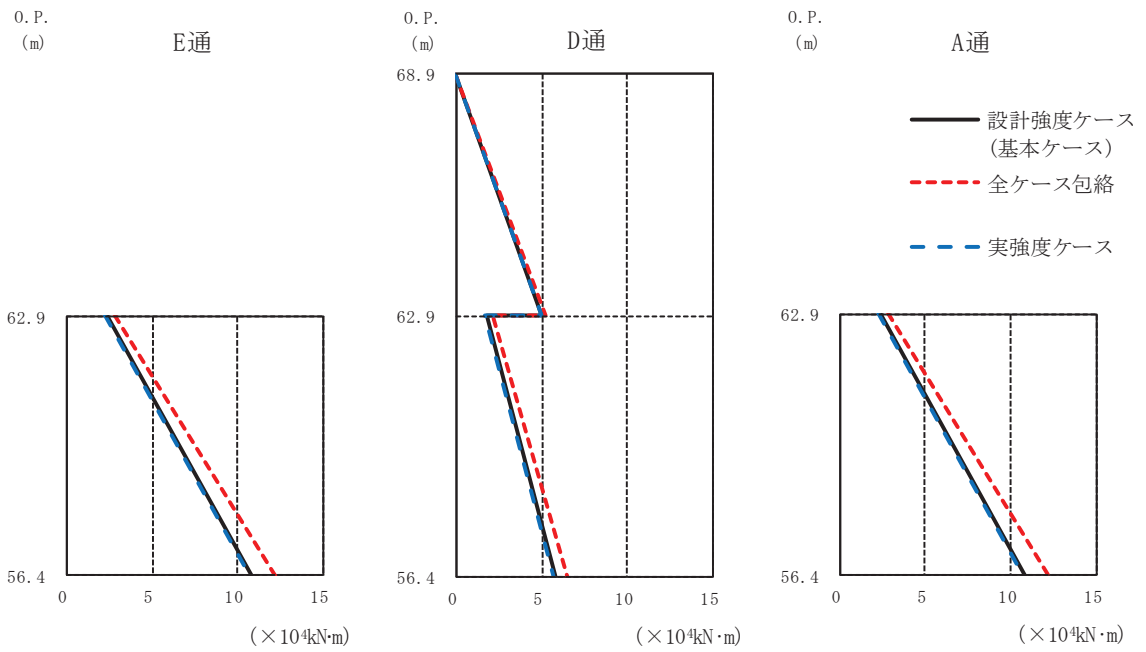 O.P.
(m)
E通
62.9
56.4
0 5 10 15
(×10⁴kN·m)
O.P.
(m)
D通
68.9
62.9
56.4
0 5 10 15
(×10⁴kN·m)
O.P.
(m)
A通
62.9
56.4
0 5 10 15
(×10⁴kN·m)
設計強度ケース
(基本ケース)
全ケース包絡
実強度ケース